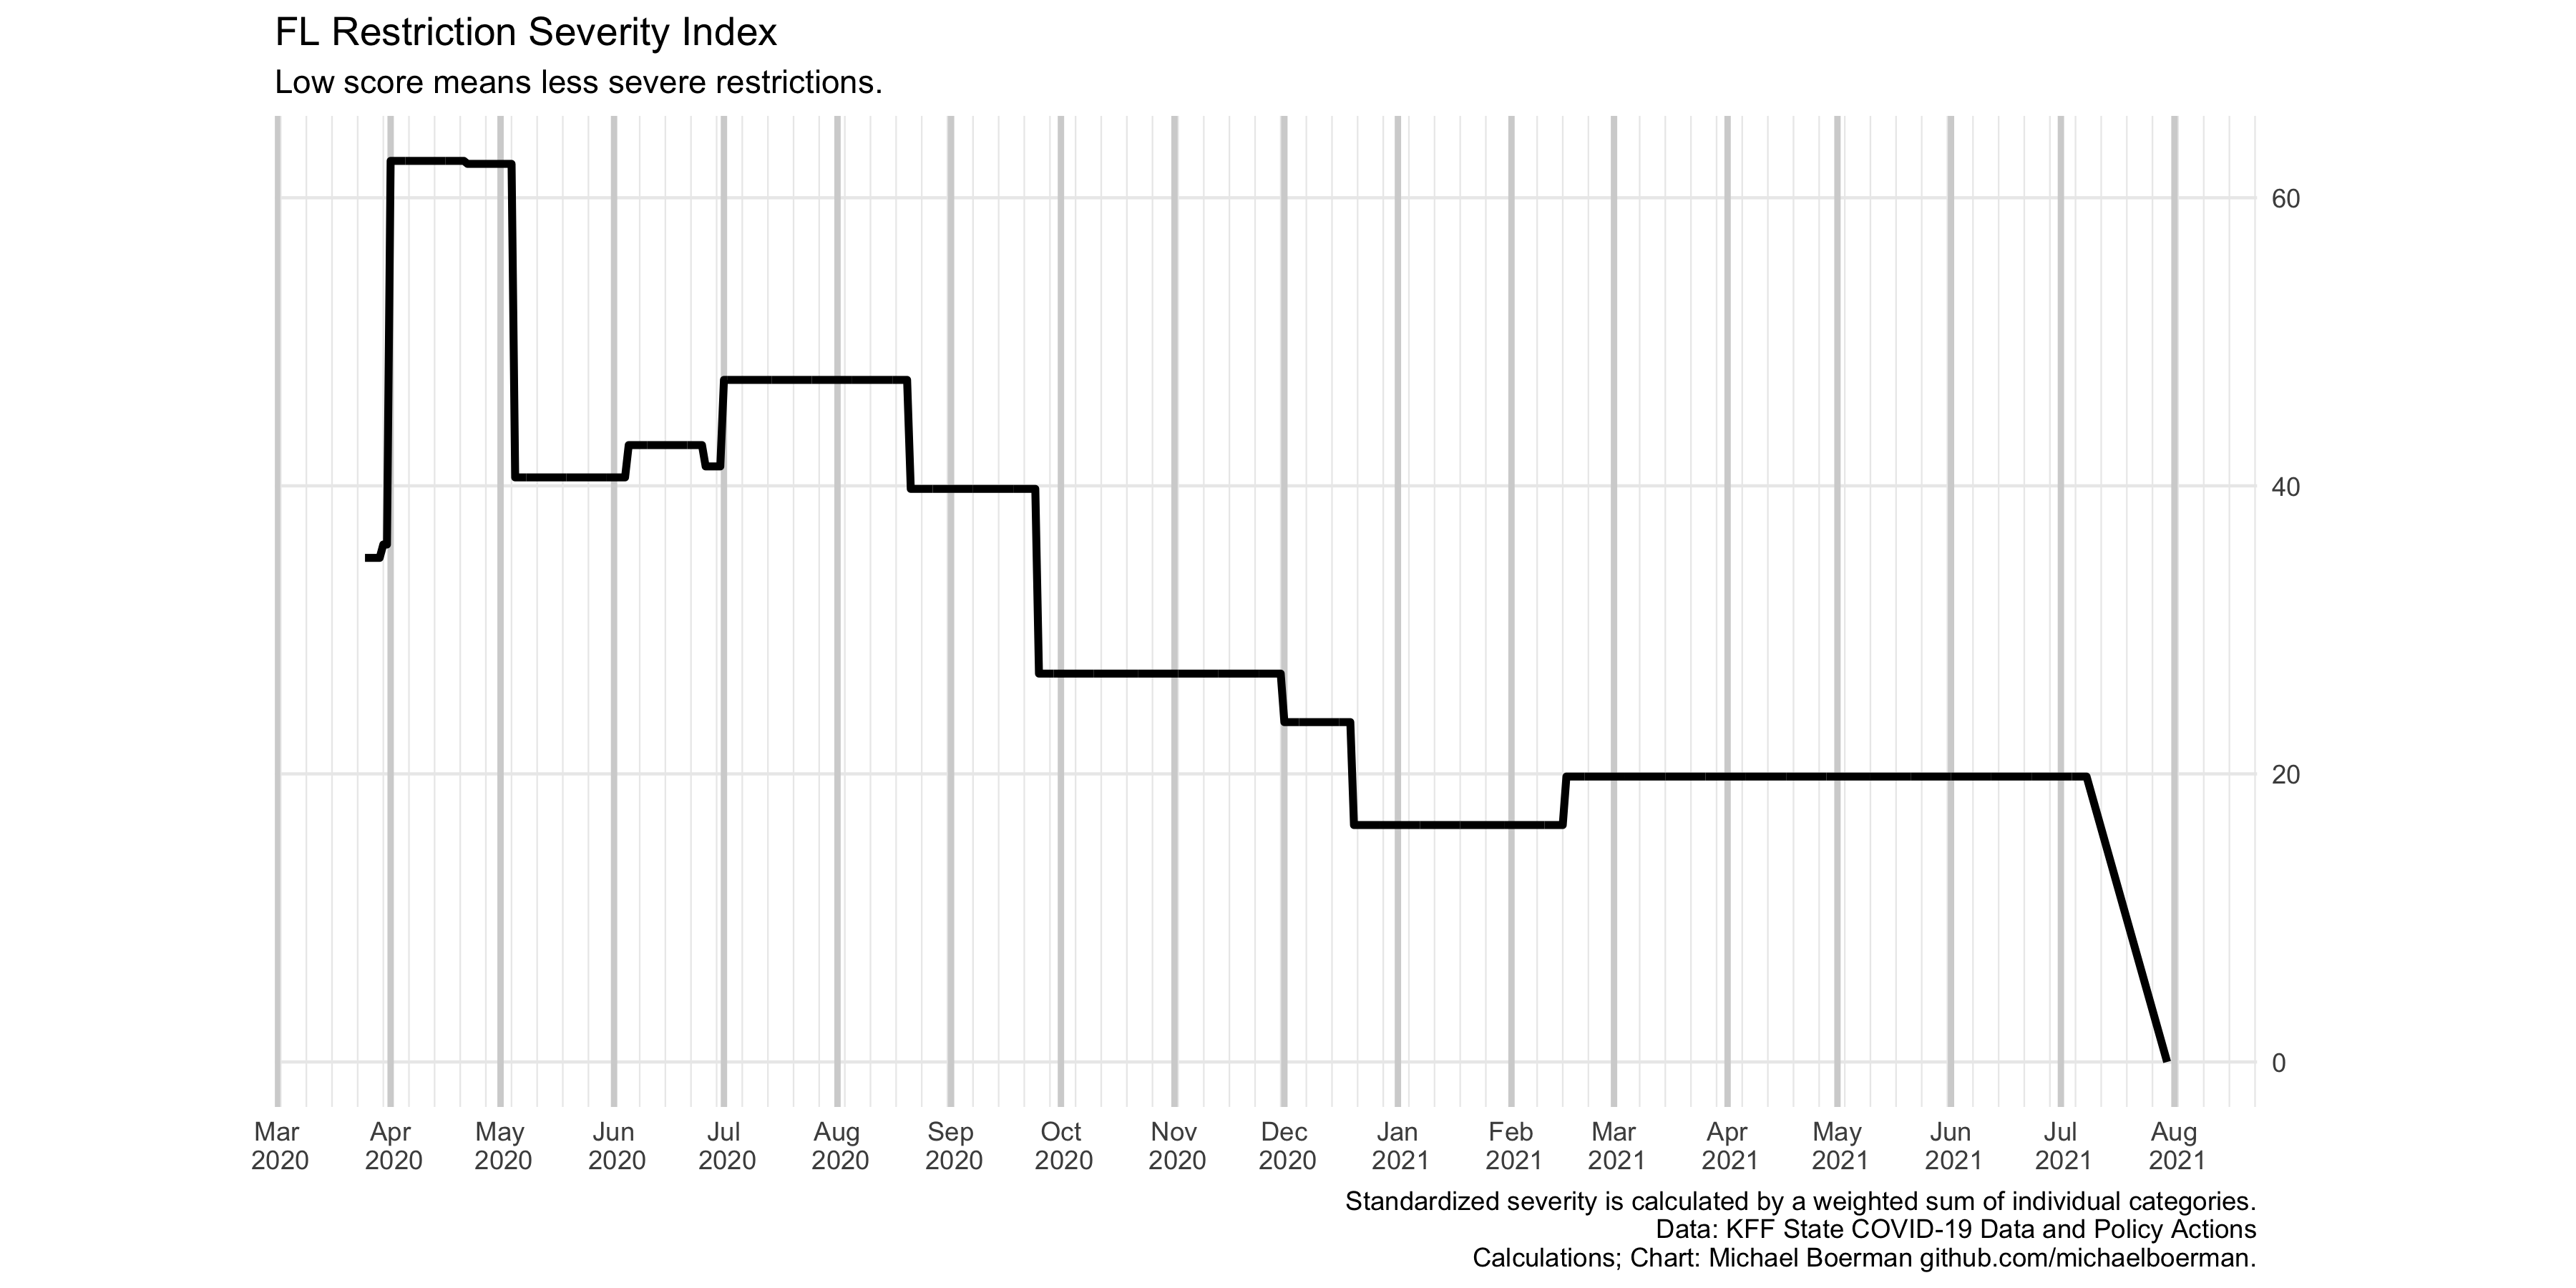 FL Restriction Severity Index
Low score means less severe restrictions.
60
40
20
0
Mar Apr May Jun Jul Aug Sep Oct Nov Dec Jan Feb Mar Apr May Jun Jul Aug
2020 2020 2020 2020 2020 2020 2020 2020 2020 2020 2021 2021 2021 2021 2021 2021 2021 2021
Standardized severity is calculated by a weighted sum of individual categories.
Data: KFF State COVID-19 Data and Policy Actions
Calculations; Chart: Michael Boerman github.com/michaelboerman.